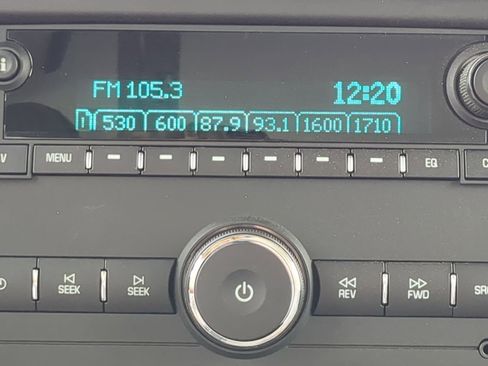 FM 105.3 12:20
1 530 600 87.9 93.1 1600 1710
MENU EQ
SEEK SEEK REV FWD